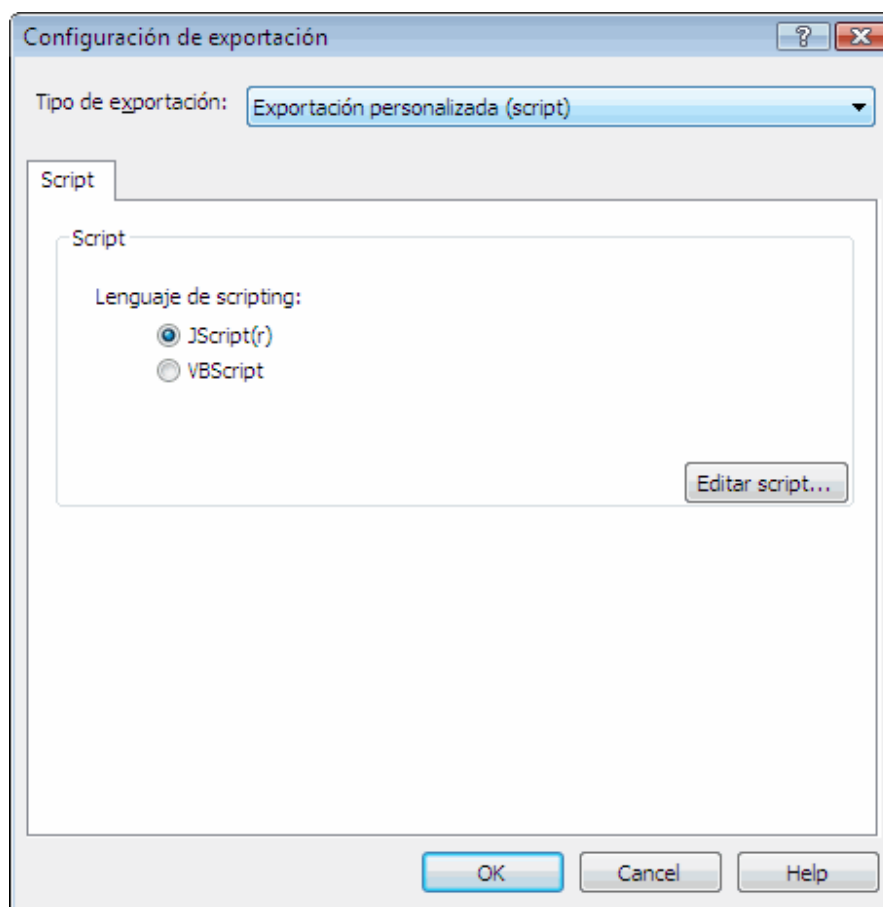 Configuración de exportación
Tipo de exportación: Exportación personalizada (script)
Script
Script
Lenguaje de scripting:
JScript(r)
VBScript
Editar script...
OK Cancel Help